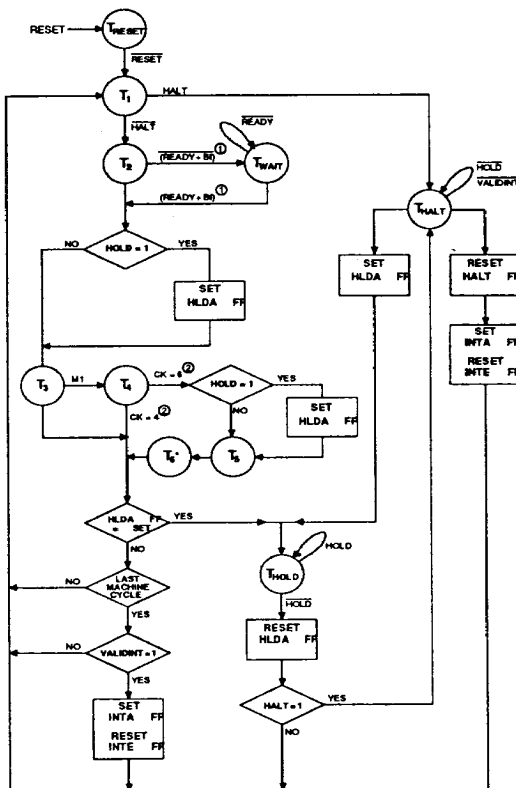 RESET
TRESET
RESET
T1
HALT
HALT
T2
(READY + BI) ①
READY
TWAIT
(READY + BI) ①
HOLD
VALIDINT
THALT
NO
HOLD = 1
YES
SET
HLDA FF
SET
HLDA FF
RESET
HALT FF
SET
INTA FF
RESET
INTE FF
T3
M1
T4
CK = 6 ②
HOLD = 1
YES
CK = 4 ②
NO
SET
HLDA FF
T6*
T5
HLDA FF
= SET
YES
NO
HOLD
THOLD
HOLD
NO
LAST
MACHINE
CYCLE
YES
RESET
HLDA FF
NO
VALIDINT = 1
YES
HALT = 1
YES
NO
SET
INTA FF
RESET
INTE FF